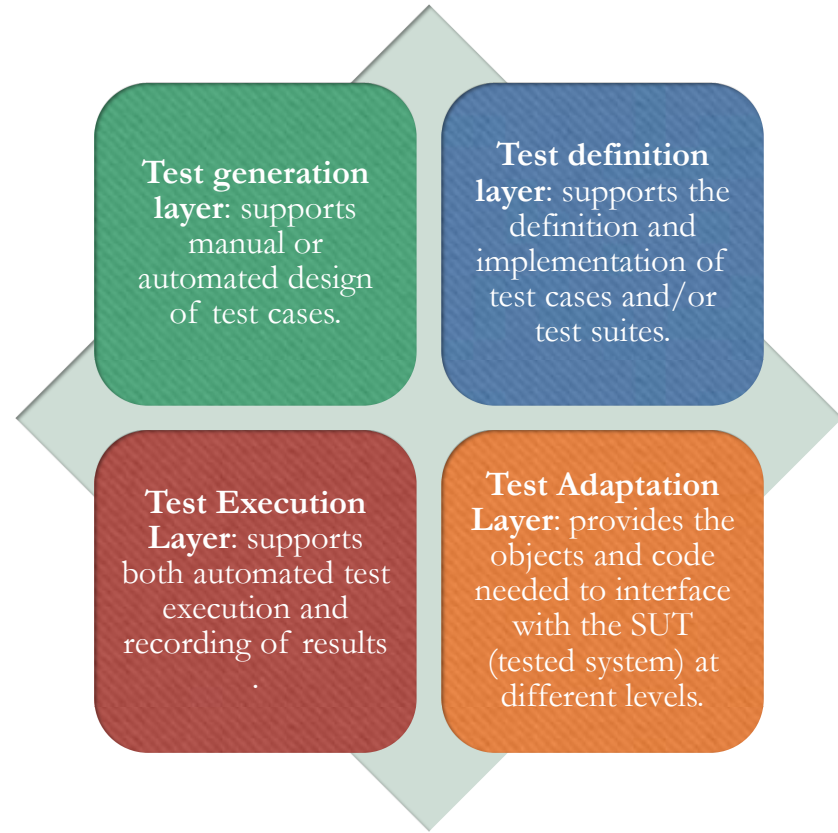 Test generation
layer: supports
manual or
automated design
of test cases.
Test definition
layer: supports the
definition and
implementation of
test cases and/or
test suites.
Test Execution
Layer: supports
both automated test
execution and
recording of results
.
Test Adaptation
Layer: provides the
objects and code
needed to interface
with the SUT
(tested system) at
different levels.